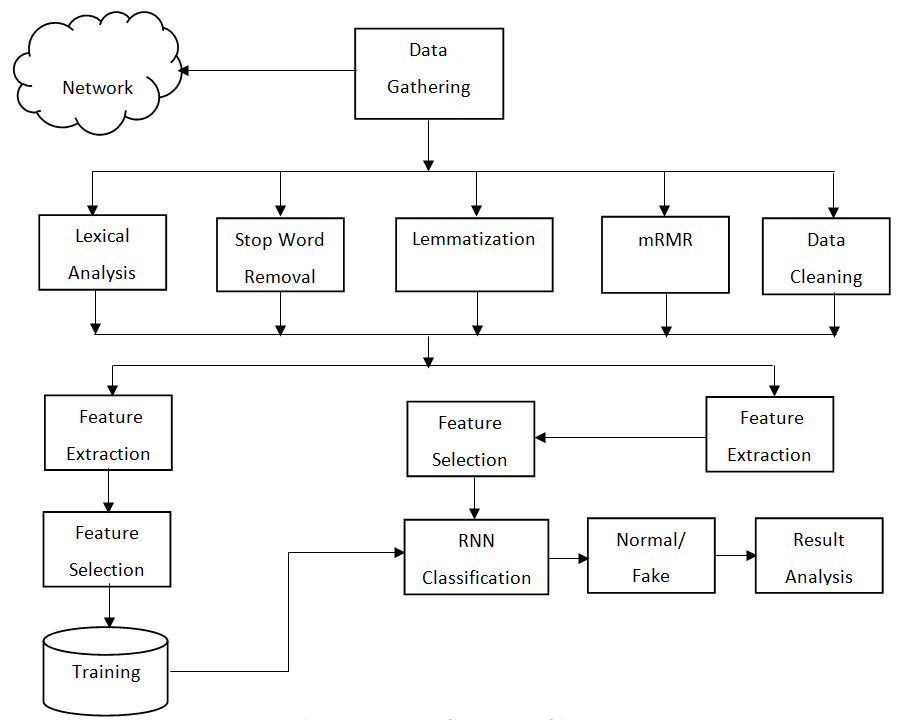 Data
Gathering
Network
Lexical
Analysis
Stop Word
Removal
Lemmatization
mRMR
Data
Cleaning
Feature
Extraction
Feature
Selection
Feature
Extraction
Feature
Selection
RNN
Classification
Normal/
Fake
Result
Analysis
Training